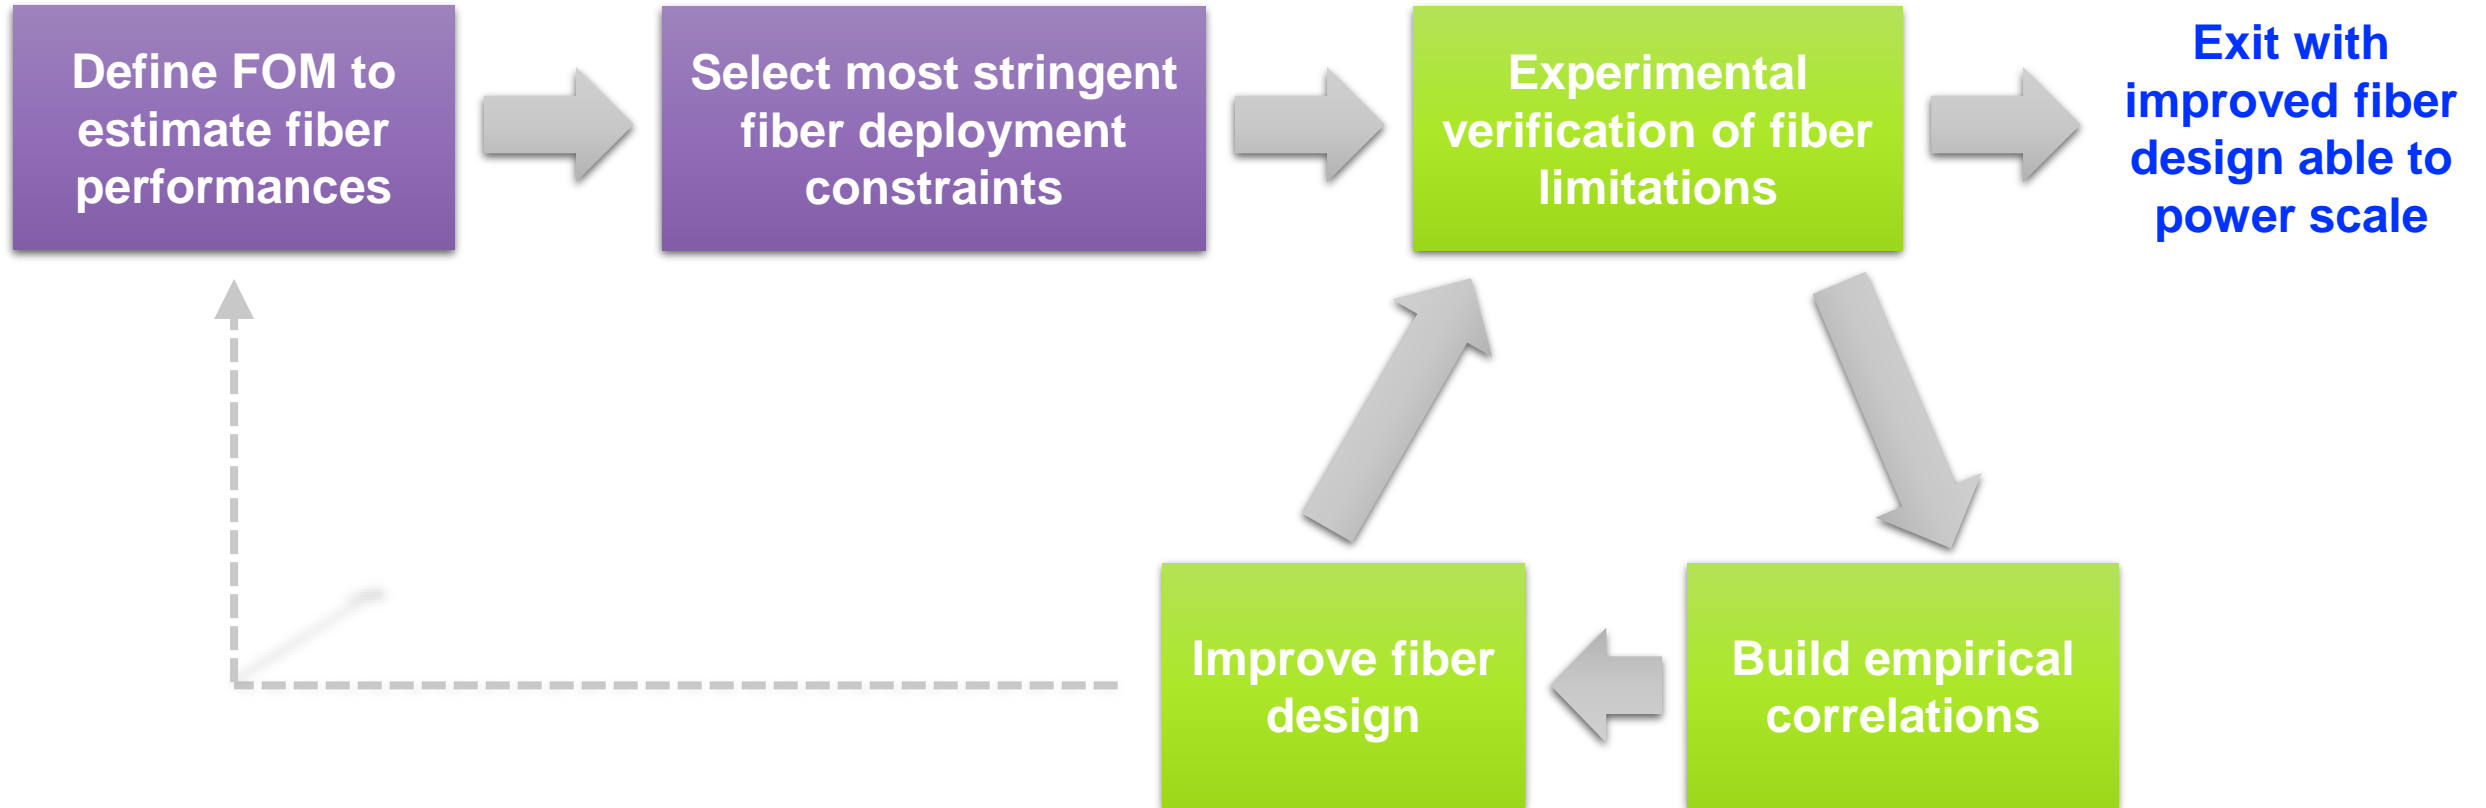 Define FOM to
estimate fiber
performances
Select most stringent
fiber deployment
constraints
Experimental
verification of fiber
limitations
Exit with
improved fiber
design able to
power scale
Improve fiber
design
Build empirical
correlations